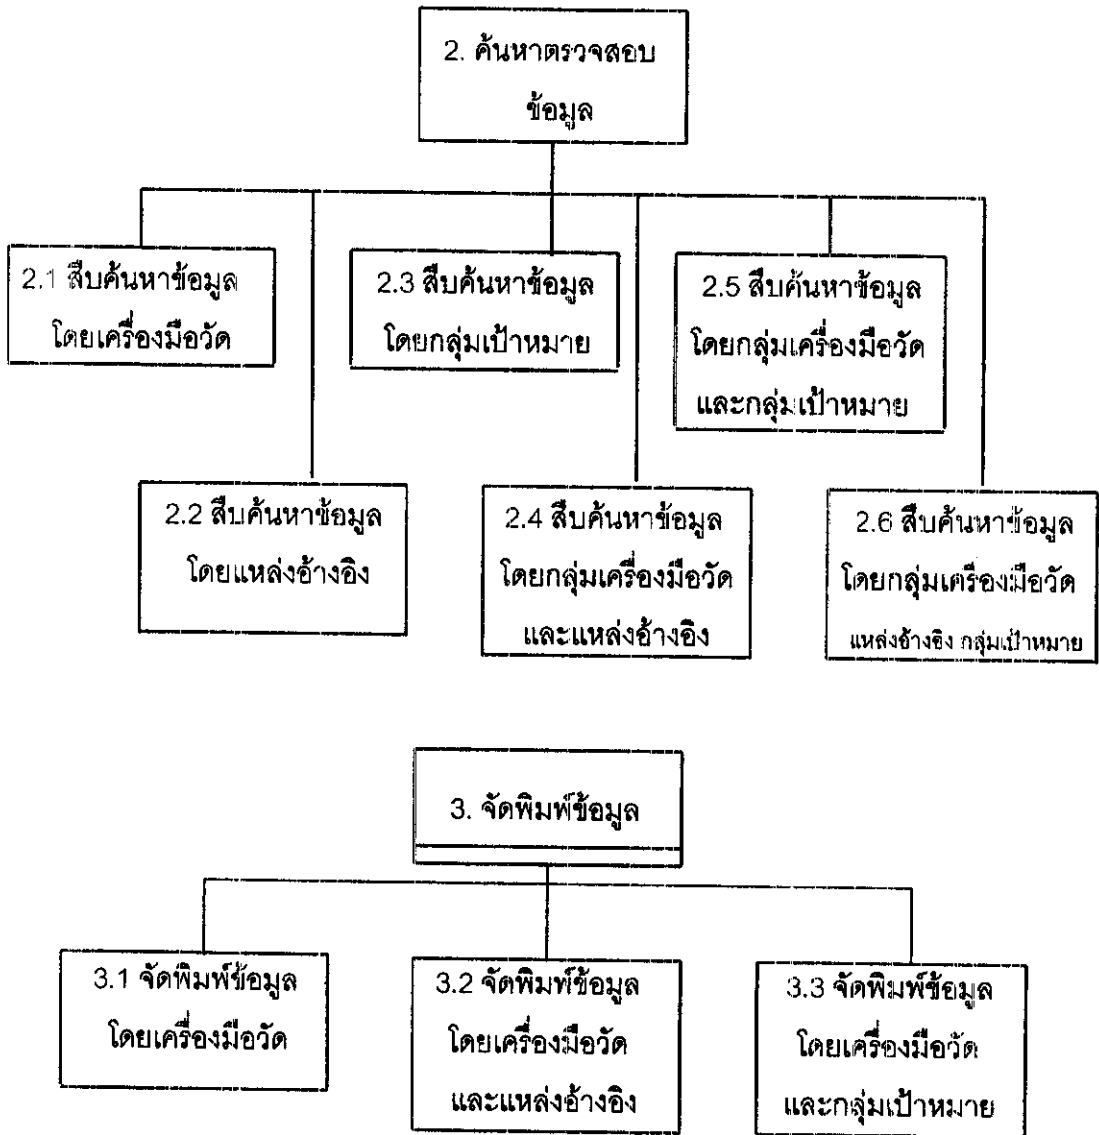 2. ค้นหาตรวจสอบ
ข้อมูล
2.1 สืบค้นหาข้อมูล
โดยเครื่องมือวัด
2.3 สืบค้นหาข้อมูล
โดยกลุ่มเป้าหมาย
2.5 สืบค้นหาข้อมูล
โดยกลุ่มเครื่องมือวัด
และกลุ่มเป้าหมาย
2.2 สืบค้นหาข้อมูล
โดยแหล่งอ้างอิง
2.4 สืบค้นหาข้อมูล
โดยกลุ่มเครื่องมือวัด
และแหล่งอ้างอิง
2.6 สืบค้นหาข้อมูล
โดยกลุ่มเครื่องมือวัด
แหล่งอ้างอิง กลุ่มเป้าหมาย
3. จัดพิมพ์ข้อมูล
3.1 จัดพิมพ์ข้อมูล
โดยเครื่องมือวัด
3.2 จัดพิมพ์ข้อมูล
โดยเครื่องมือวัด
และแหล่งอ้างอิง
3.3 จัดพิมพ์ข้อมูล
โดยเครื่องมือวัด
และกลุ่มเป้าหมาย